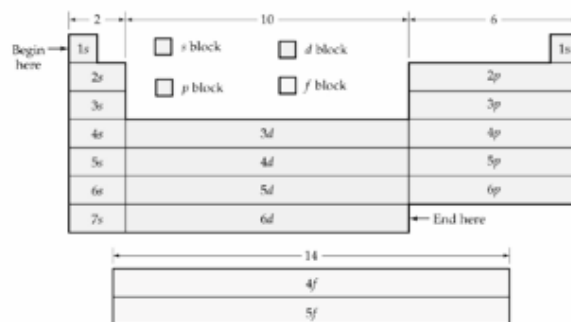 2 10 6
Begin here
1s s block d block 1s
2s p block f block 2p
3s 3p
4s 3d 4p
5s 4d 5p
6s 5d 6p
7s 6d End here
14
4f
5f